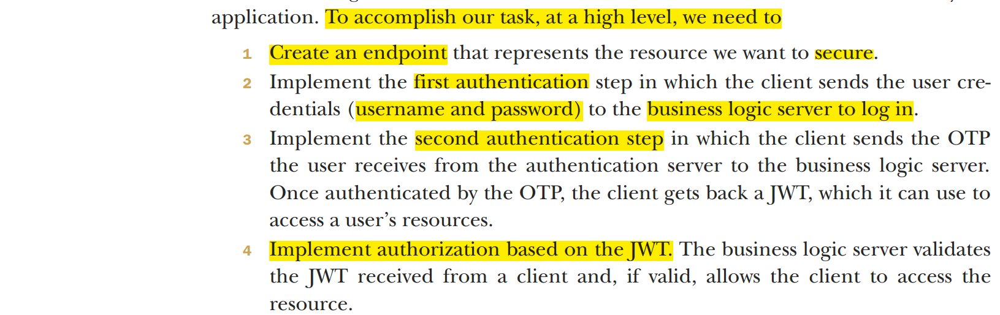 application. To accomplish our task, at a high level, we need to
1 Create an endpoint that represents the resource we want to secure.
2 Implement the first authentication step in which the client sends the user cre-
dentials (username and password) to the business logic server to log in.
3 Implement the second authentication step in which the client sends the OTP
the user receives from the authentication server to the business logic server.
Once authenticated by the OTP, the client gets back a JWT, which it can use to
access a user’s resources.
4 Implement authorization based on the JWT. The business logic server validates
the JWT received from a client and, if valid, allows the client to access the
resource.